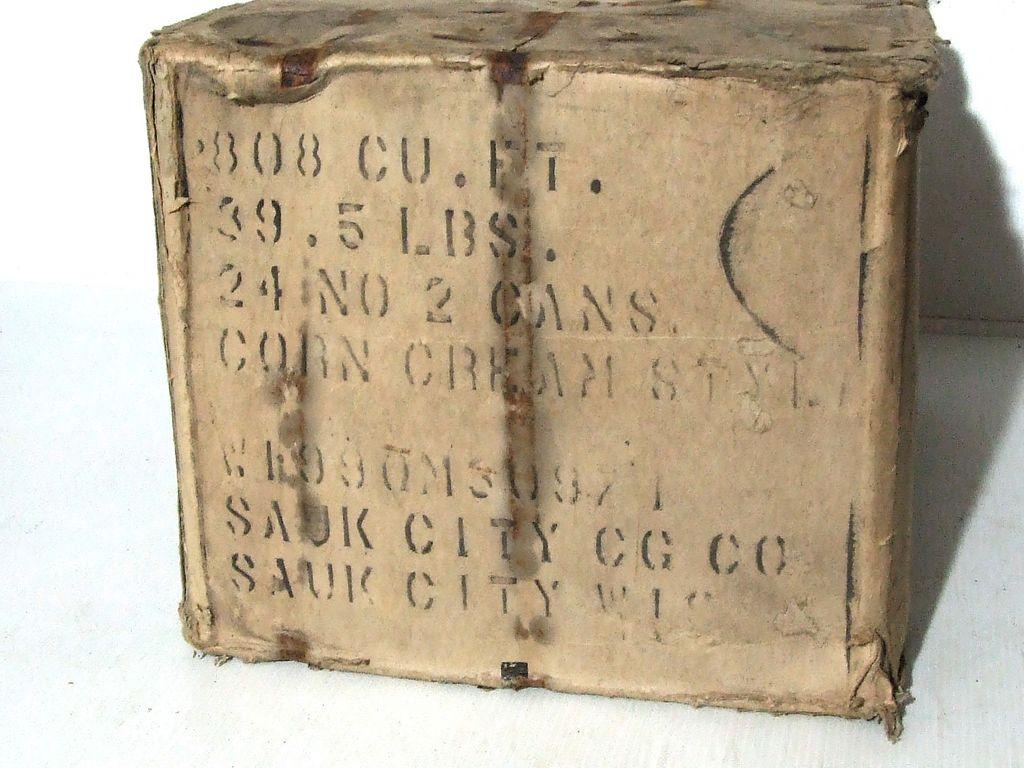 .808 CU.FT.
39.5 LBS.
24 NO 2 CANS.
CORN CREAM STYL
SAUK CITY CG CO
SAUK CITY WIS